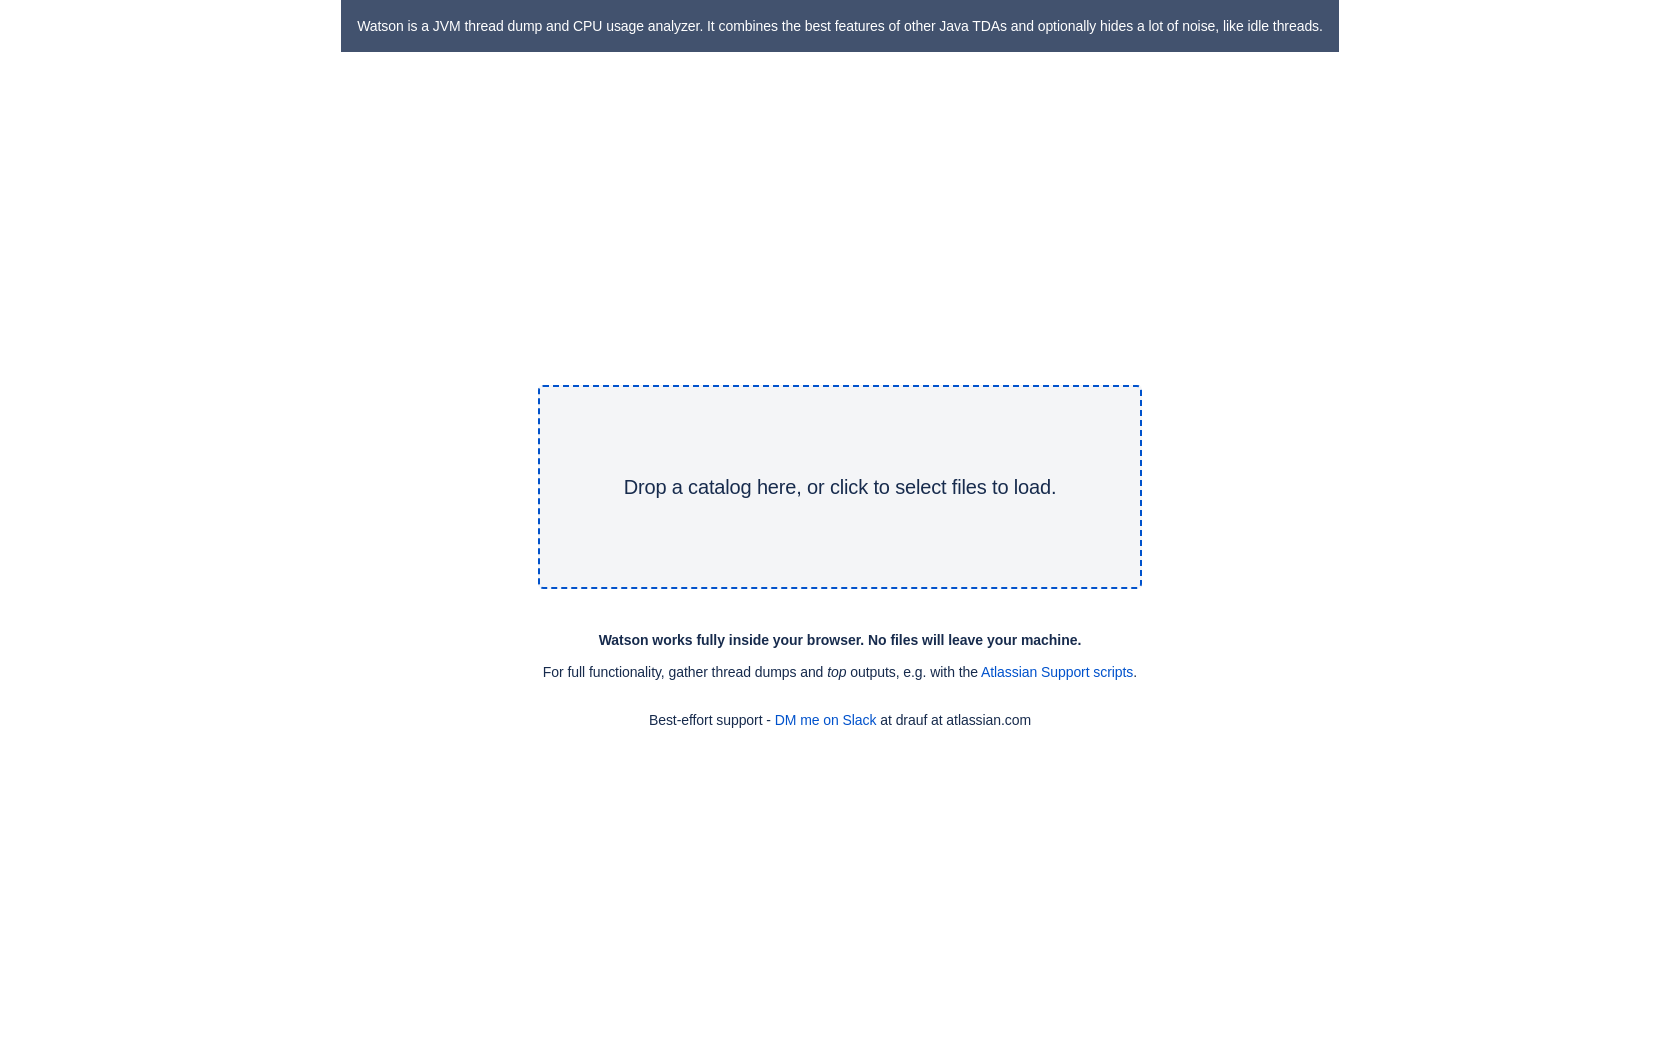 Watson is a JVM thread dump and CPU usage analyzer. It combines the best features of other Java TDAs and optionally hides a lot of noise, like idle threads.
Drop a catalog here, or click to select files to load.
Watson works fully inside your browser. No files will leave your machine.
For full functionality, gather thread dumps and top outputs, e.g. with the Atlassian Support scripts.
Best-effort support - DM me on Slack at drauf at atlassian.com